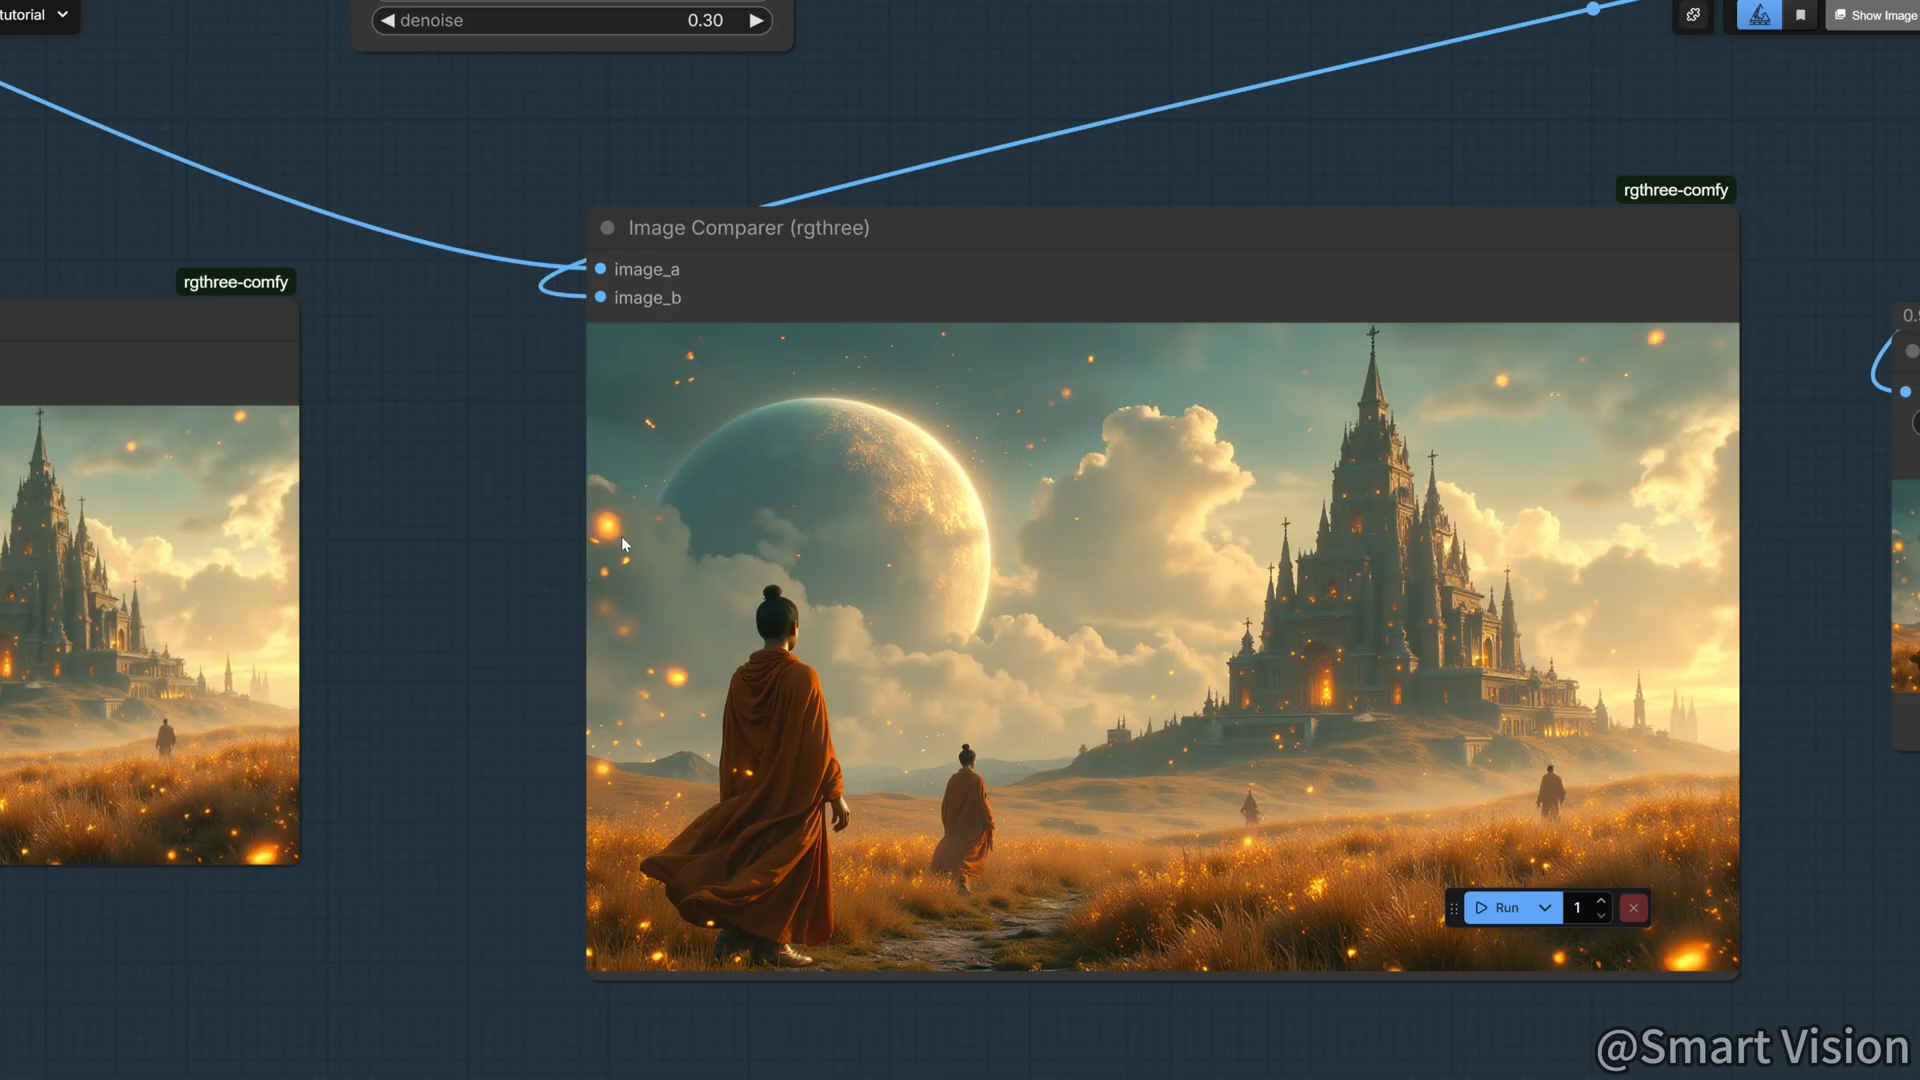 tutorial
denoise 0.30
Show Image
rgthree-comfy
Image Comparer (rgthree)
rgthree-comfy
image_a
image_b
Run 1
@Smart Vision